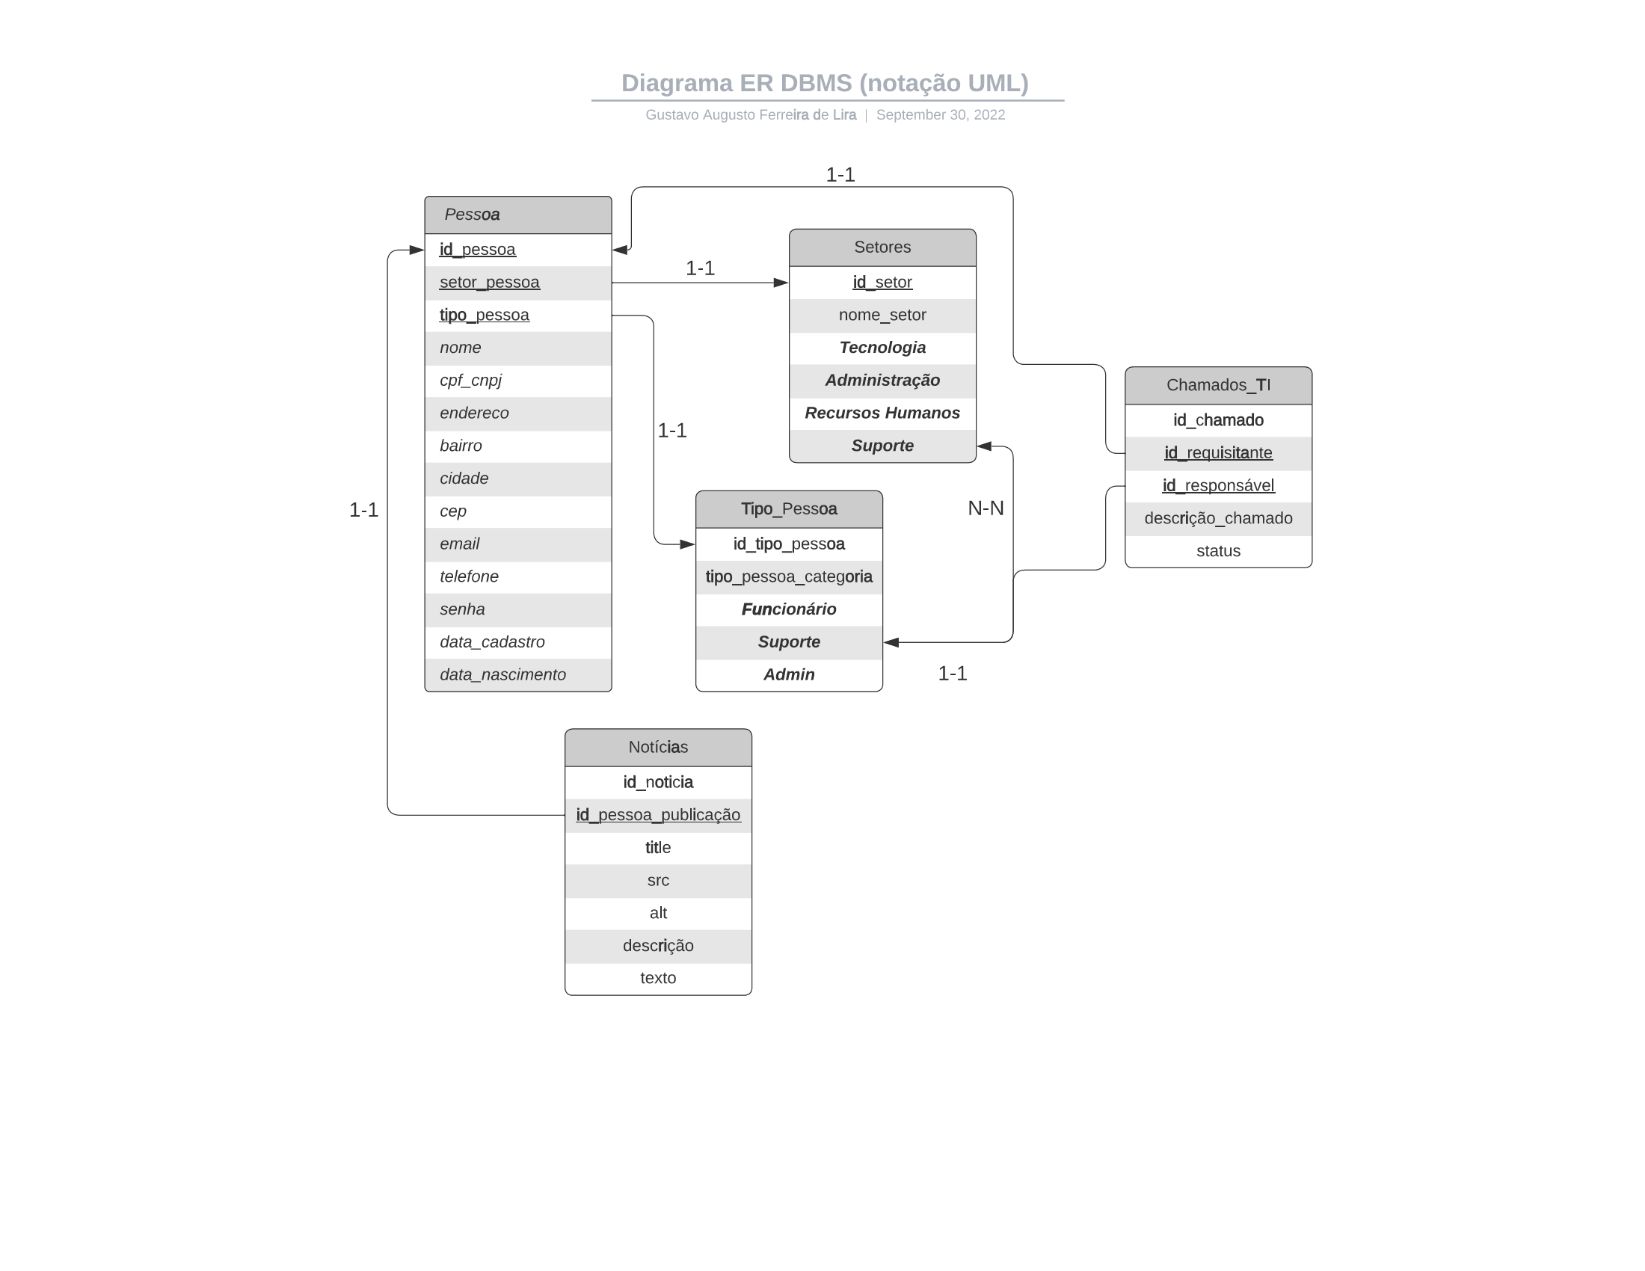 Diagrama ER DBMS (notação UML)
Gustavo Augusto Ferreira de Lira | September 30, 2022
1-1
Pessoa
id_pessoa
setor_pessoa
tipo_pessoa
nome
cpf_cnpj
endereco
bairro
cidade
cep
email
telefone
senha
data_cadastro
data_nascimento
1-1
Setores
id_setor
nome_setor
Tecnologia
Administração
Recursos Humanos
Suporte
1-1
Chamados_TI
id_chamado
id_requisitante
id_responsável
descrição_chamado
status
1-1
N-N
Tipo_Pessoa
id_tipo_pessoa
tipo_pessoa_categoria
Funcionário
Suporte
Admin
1-1
Notícias
id_noticia
id_pessoa_publicação
title
src
alt
descrição
texto